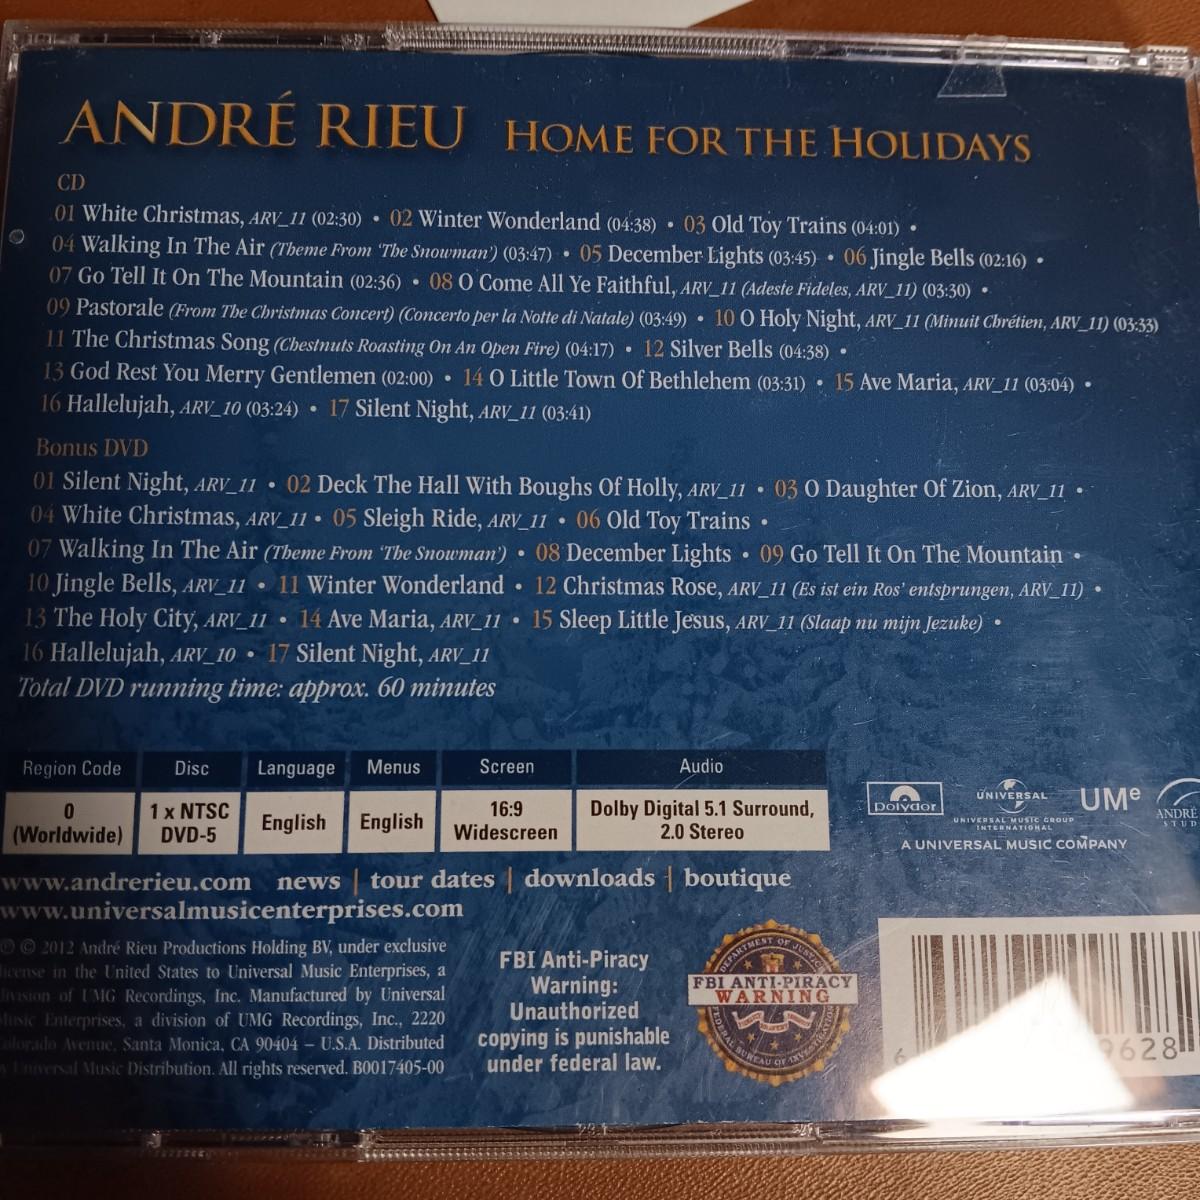 ANDRÉ RIEU HOME FOR THE HOLIDAYS
CD
01 White Christmas, ARV_11 (02:30) • 02 Winter Wonderland (04:38) • 03 Old Toy Trains (04:01) •
04 Walking In The Air (Theme From 'The Snowman') (03:47) • 05 December Lights (03:45) • 06 Jingle Bells (02:16) •
07 Go Tell It On The Mountain (02:36) • 08 O Come All Ye Faithful, ARV_11 (Adeste Fideles, ARV_11) (03:30) •
09 Pastorale (From The Christmas Concert) (Concerto per la Notte di Natale) (03:49) • 10 O Holy Night, ARV_11 (Minuit Chrétien, ARV_11) (03:33)
11 The Christmas Song (Chestnuts Roasting On An Open Fire) (04:17) • 12 Silver Bells (04:38) •
13 God Rest You Merry Gentlemen (02:00) • 14 O Little Town Of Bethlehem (03:31) • 15 Ave Maria, ARV_11 (03:04) •
16 Hallelujah, ARV_10 (03:24) • 17 Silent Night, ARV_11 (03:41)
Bonus DVD
01 Silent Night, ARV_11 • 02 Deck The Hall With Boughs Of Holly, ARV_11 • 03 O Daughter Of Zion, ARV_11 •
04 White Christmas, ARV_11 • 05 Sleigh Ride, ARV_11 • 06 Old Toy Trains •
07 Walking In The Air (Theme From 'The Snowman') • 08 December Lights • 09 Go Tell It On The Mountain •
10 Jingle Bells, ARV_11 • 11 Winter Wonderland • 12 Christmas Rose, ARV_11 (Es ist ein Ros' entsprungen, ARV_11) •
13 The Holy City, ARV_11 • 14 Ave Maria, ARV_11 • 15 Sleep Little Jesus, ARV_11 (Slaap nu mijn Jezuke) •
16 Hallelujah, ARV_10 • 17 Silent Night, ARV_11
Total DVD running time: approx. 60 minutes
Region Code Disc Language Menus Screen Audio
0 (Worldwide) 1 x NTSC DVD-5 English English 16:9 Widescreen Dolby Digital 5.1 Surround, 2.0 Stereo
polydor
UNIVERSAL
UNIVERSAL MUSIC GROUP
INTERNATIONAL
UMe
ANDRÉ
STUD
A UNIVERSAL MUSIC COMPANY
www.andrerieu.com news | tour dates | downloads | boutique
www.universalmusicenterprises.com
℗ © 2012 André Rieu Productions Holding BV, under exclusive
license in the United States to Universal Music Enterprises, a
division of UMG Recordings, Inc. Manufactured by Universal
Music Enterprises, a division of UMG Recordings, Inc., 2220
Colorado Avenue, Santa Monica, CA 90404 – U.S.A. Distributed
by Universal Music Distribution. All rights reserved. B0017405-00
FBI Anti-Piracy
Warning:
Unauthorized
copying is punishable
under federal law.
DEPARTMENT OF JUSTICE
FBI ANTI-PIRACY
WARNING
FEDERAL BUREAU OF INVESTIGATION
6 9628